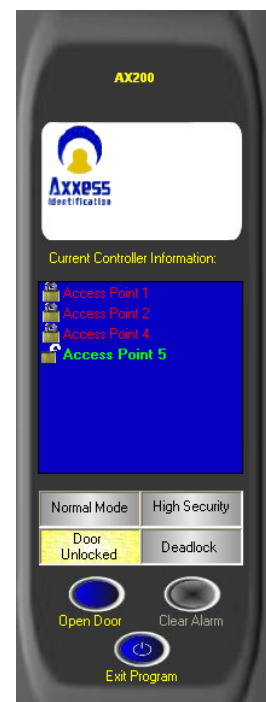 AX200
Axxess
Identification
Current Controller Information:
Access Point 1
Access Point 2
Access Point 4
Access Point 5
Normal Mode
High Security
Door
Unlocked
Deadlock
Open Door
Clear Alarm
Exit Program